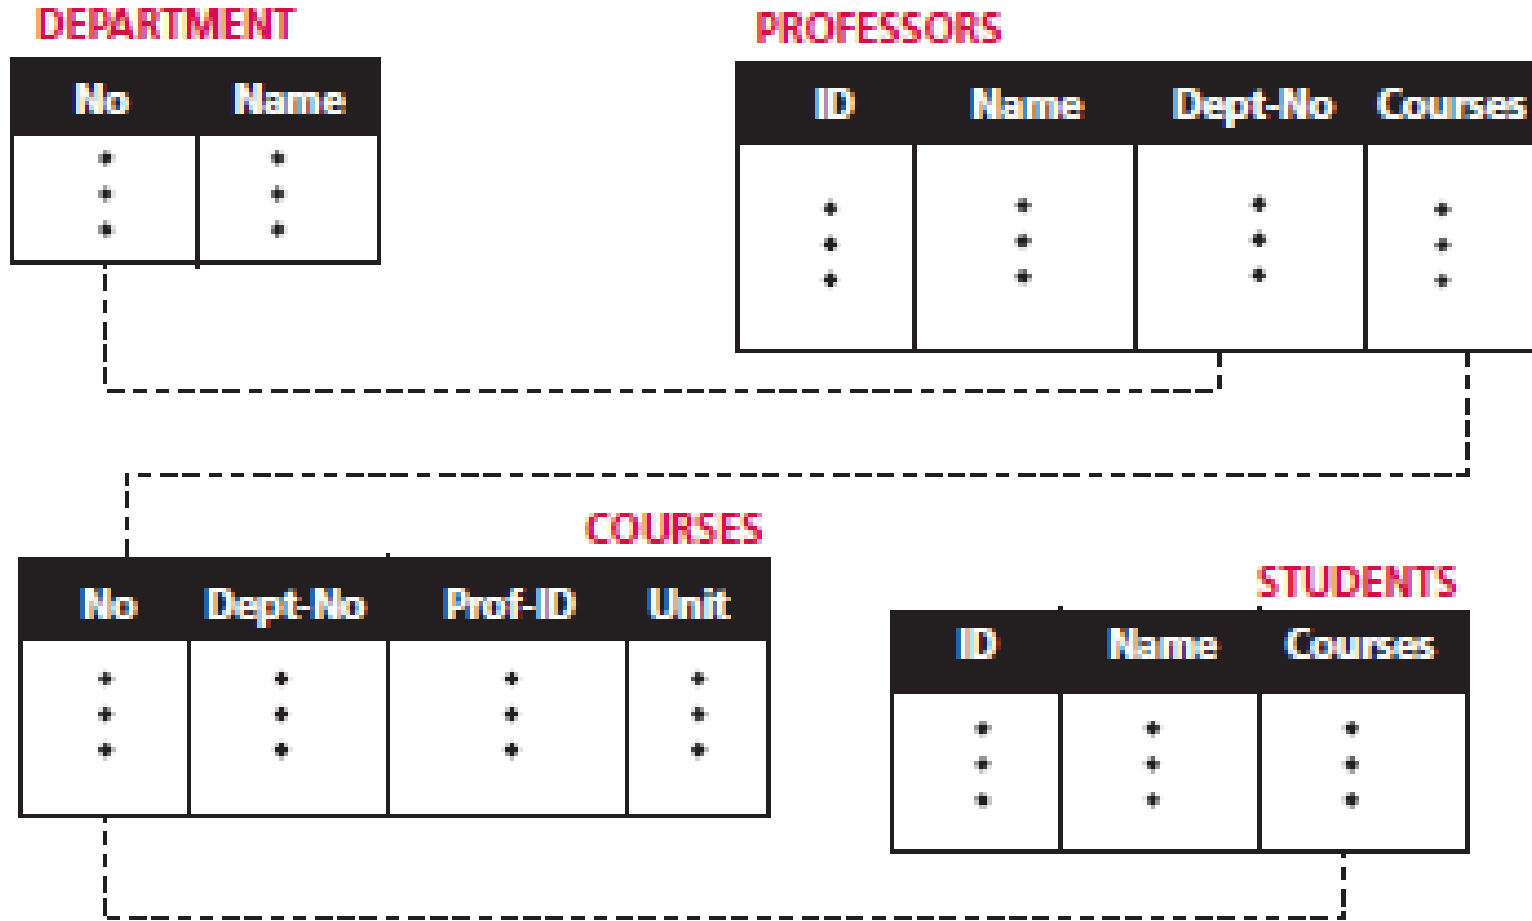 DEPARTMENT
No Name
PROFESSORS
ID Name Dept-No Courses
COURSES
No Dept-No Prof-ID Unit
STUDENTS
ID Name Courses